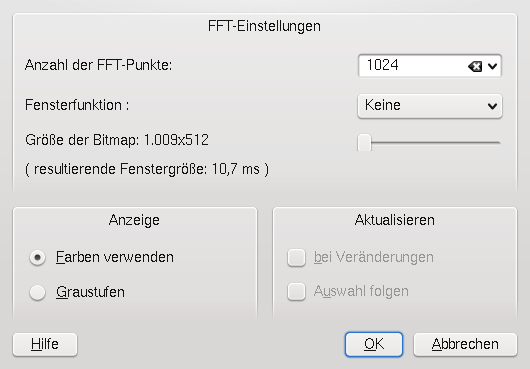 FFT-Einstellungen
Anzahl der FFT-Punkte: 1024
Fensterfunktion : Keine
Größe der Bitmap: 1.009x512
( resultierende Fenstergröße: 10,7 ms )
Anzeige
Farben verwenden
Graustufen
Aktualisieren
bei Veränderungen
Auswahl folgen
Hilfe
OK
Abbrechen